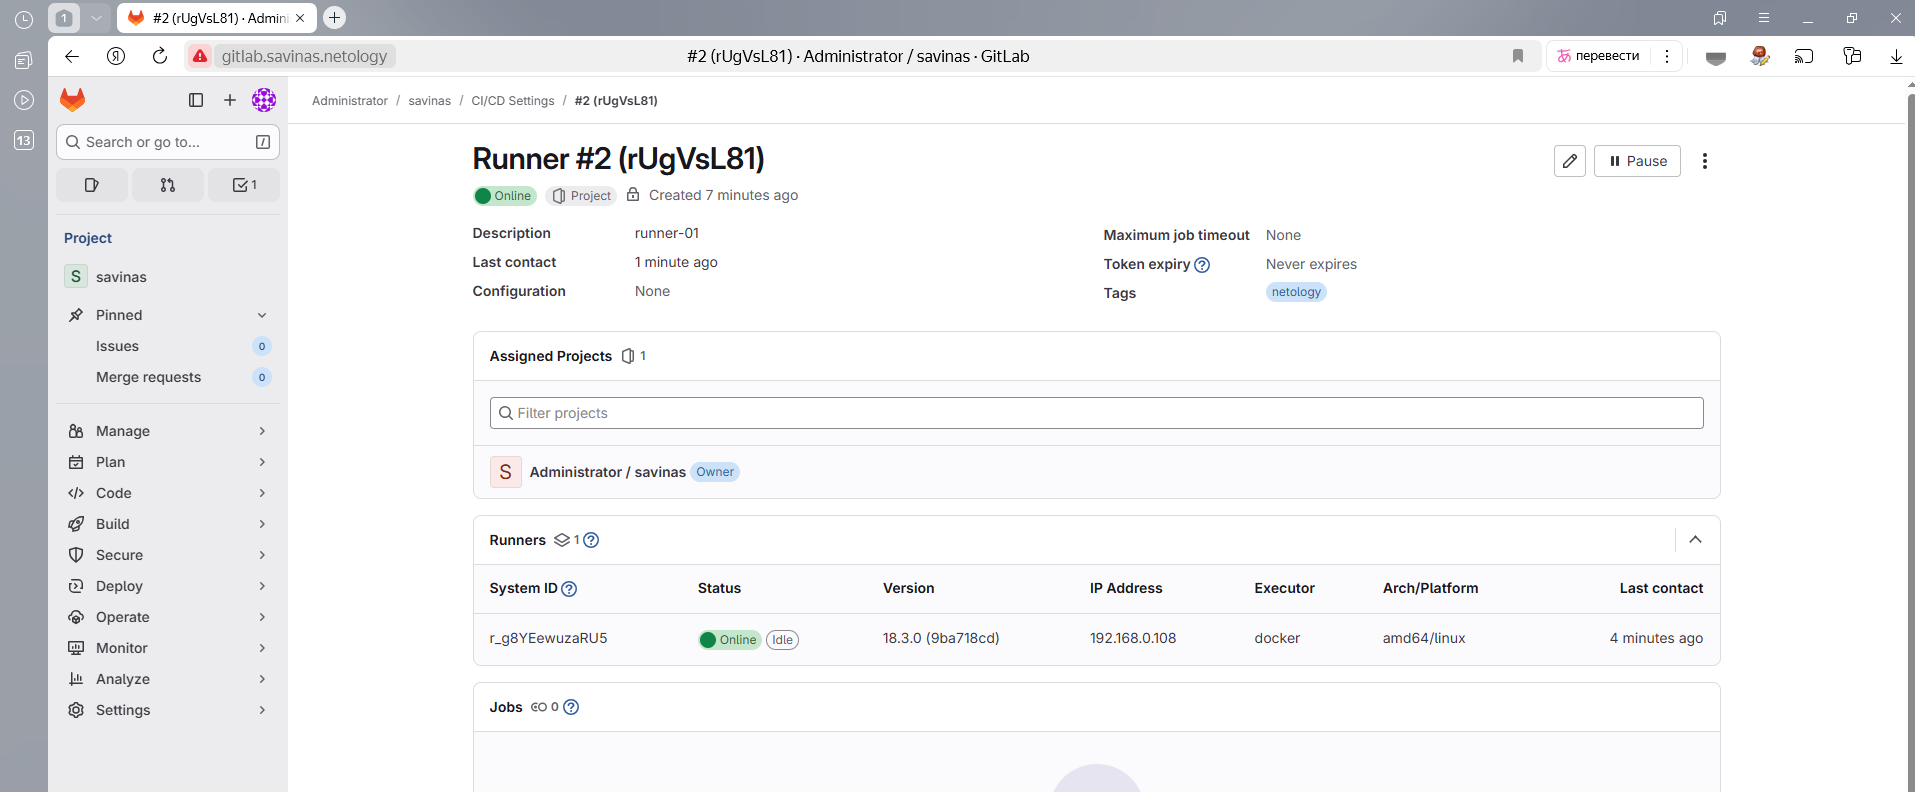 1
#2 (rUgVsL81) · Admini
gitlab.savinas.netology
#2 (rUgVsL81) · Administrator / savinas · GitLab
あ перевести
13
Search or go to...
/
1
Project
S savinas
Pinned
Issues 0
Merge requests 0
Manage
Plan
Code
Build
Secure
Deploy
Operate
Monitor
Analyze
Settings
Administrator / savinas / CI/CD Settings / #2 (rUgVsL81)
Runner #2 (rUgVsL81)
Pause
Online Project Created 7 minutes ago
Description runner-01
Last contact 1 minute ago
Configuration None
Maximum job timeout None
Token expiry ? Never expires
Tags netology
Assigned Projects 1
Filter projects
S Administrator / savinas Owner
Runners 1 ?
System ID ? Status Version IP Address Executor Arch/Platform Last contact
r_g8YEewuzaRU5 Online Idle 18.3.0 (9ba718cd) 192.168.0.108 docker amd64/linux 4 minutes ago
Jobs 0 ?